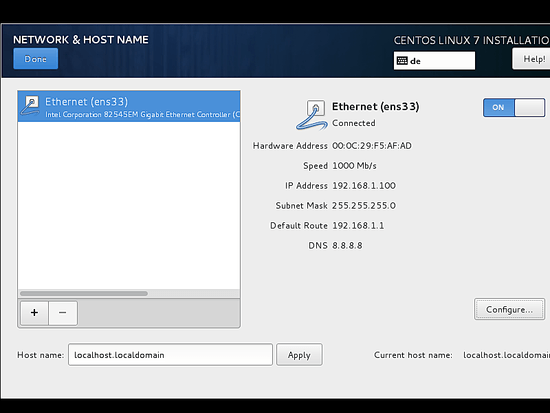 NETWORK & HOST NAME
CENTOS LINUX 7 INSTALLATIO
Done
de
Help!
Ethernet (ens33)
Intel Corporation 82545EM Gigabit Ethernet Controller (C
Ethernet (ens33)
Connected
ON
Hardware Address 00:0C:29:F5:AF:AD
Speed 1000 Mb/s
IP Address 192.168.1.100
Subnet Mask 255.255.255.0
Default Route 192.168.1.1
DNS 8.8.8.8
+ −
Configure...
Host name: localhost.localdomain Apply Current host name: localhost.localdomai